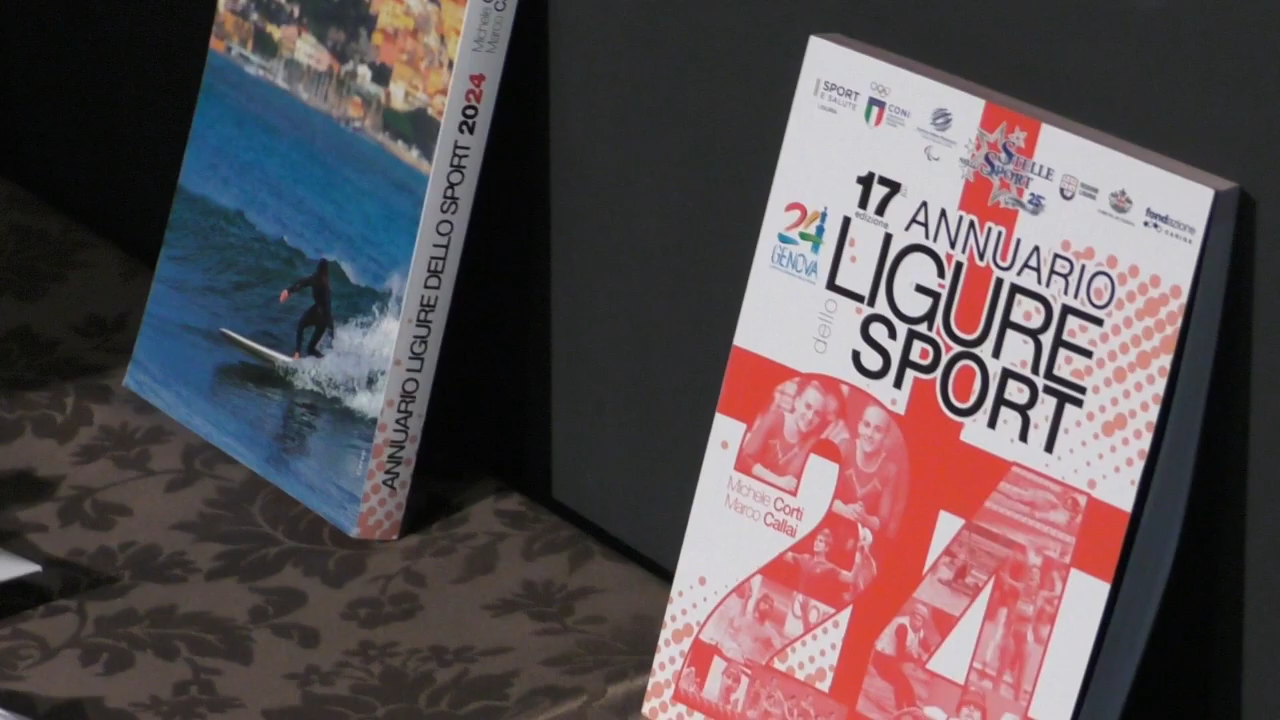 Michele C
Marco C
ANNUARIO LIGURE DELLO SPORT 2024
SPORT
E SALUTE
CONI
STELLE
SPORT
25
fondazione
CARIGE
17ª
edizione
24
GENOVA
ANNUARIO
LIGURE
dello
SPORT
Michele Corti
Marco Callai
24